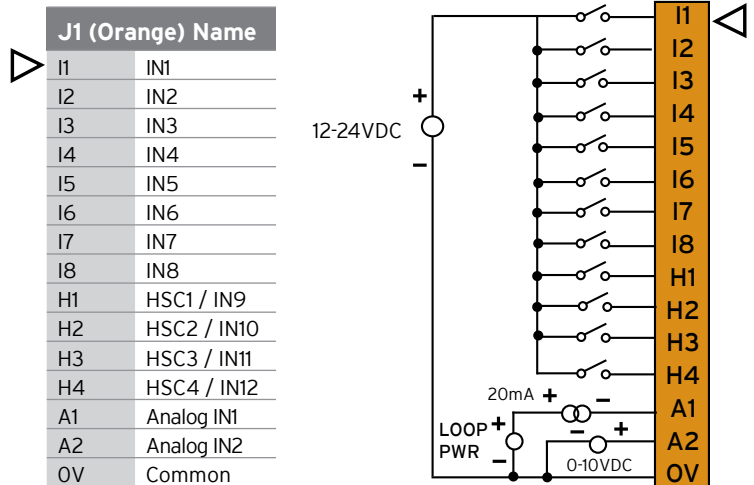 J1 (Orange) Name
I1 IN1
I2 IN2
I3 IN3
I4 IN4
I5 IN5
I6 IN6
I7 IN7
I8 IN8
H1 HSC1 / IN9
H2 HSC2 / IN10
H3 HSC3 / IN11
H4 HSC4 / IN12
A1 Analog IN1
A2 Analog IN2
0V Common
+
12-24VDC
−
I1
I2
I3
I4
I5
I6
I7
I8
H1
H2
H3
H4
20mA + −
A1
LOOP +
PWR
−
− +
A2
0-10VDC
0V